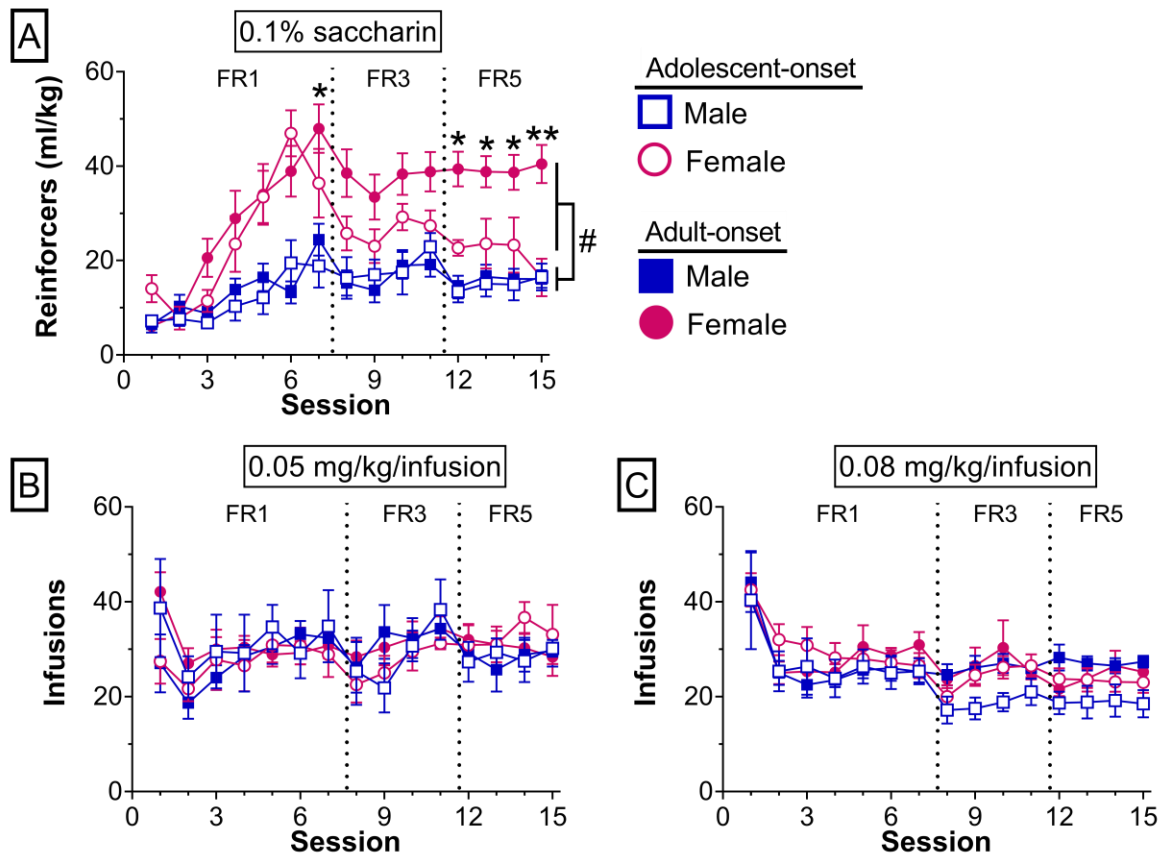 A
0.1% saccharin
Reinforcers (ml/kg)
60
40
20
0
FR1
FR3
FR5
*
* * * **
#
0 3 6 9 12 15
Session
Adolescent-onset
Male
Female
Adult-onset
Male
Female
B
0.05 mg/kg/infusion
Infusions
60
40
20
0
FR1
FR3
FR5
0 3 6 9 12 15
Session
C
0.08 mg/kg/infusion
Infusions
60
40
20
0
FR1
FR3
FR5
0 3 6 9 12 15
Session